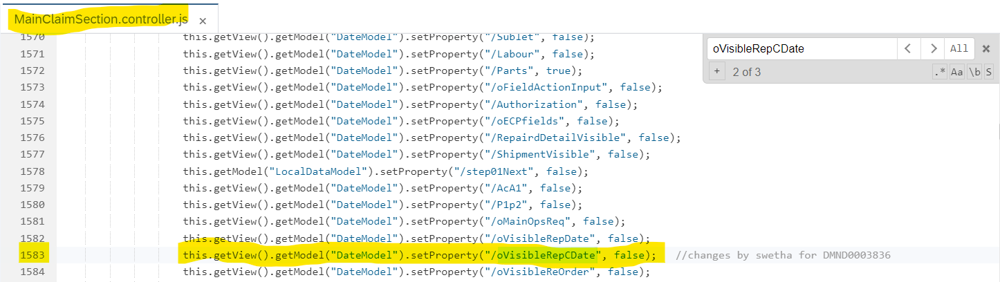 MainClaimSection.controller.js ×
1570 this.getView().getModel("DateModel").setProperty("/Sublet", false);
1571 this.getView().getModel("DateModel").setProperty("/Labour", false);
1572 this.getView().getModel("DateModel").setProperty("/Parts", true);
1573 this.getView().getModel("DateModel").setProperty("/oFieldActionInput", false);
1574 this.getView().getModel("DateModel").setProperty("/Authorization", false);
1575 this.getView().getModel("DateModel").setProperty("/oECPfields", false);
1576 this.getView().getModel("DateModel").setProperty("/RepairdDetailVisible", false);
1577 this.getView().getModel("DateModel").setProperty("/ShipmentVisible", false);
1578 this.getModel("LocalDataModel").setProperty("/step01Next", false);
1579 this.getView().getModel("DateModel").setProperty("/AcA1", false);
1580 this.getView().getModel("DateModel").setProperty("/P1p2", false);
1581 this.getView().getModel("DateModel").setProperty("/oMainOpsReq", false);
1582 this.getView().getModel("DateModel").setProperty("/oVisibleRepDate", false);
1583 this.getView().getModel("DateModel").setProperty("/oVisibleRepCDate", false); //changes by swetha for DMND0003836
1584 this.getView().getModel("DateModel").setProperty("/oVisibleReOrder", false);
oVisibleRepCDate < > All ×
+ 2 of 3 .* Aa \b S